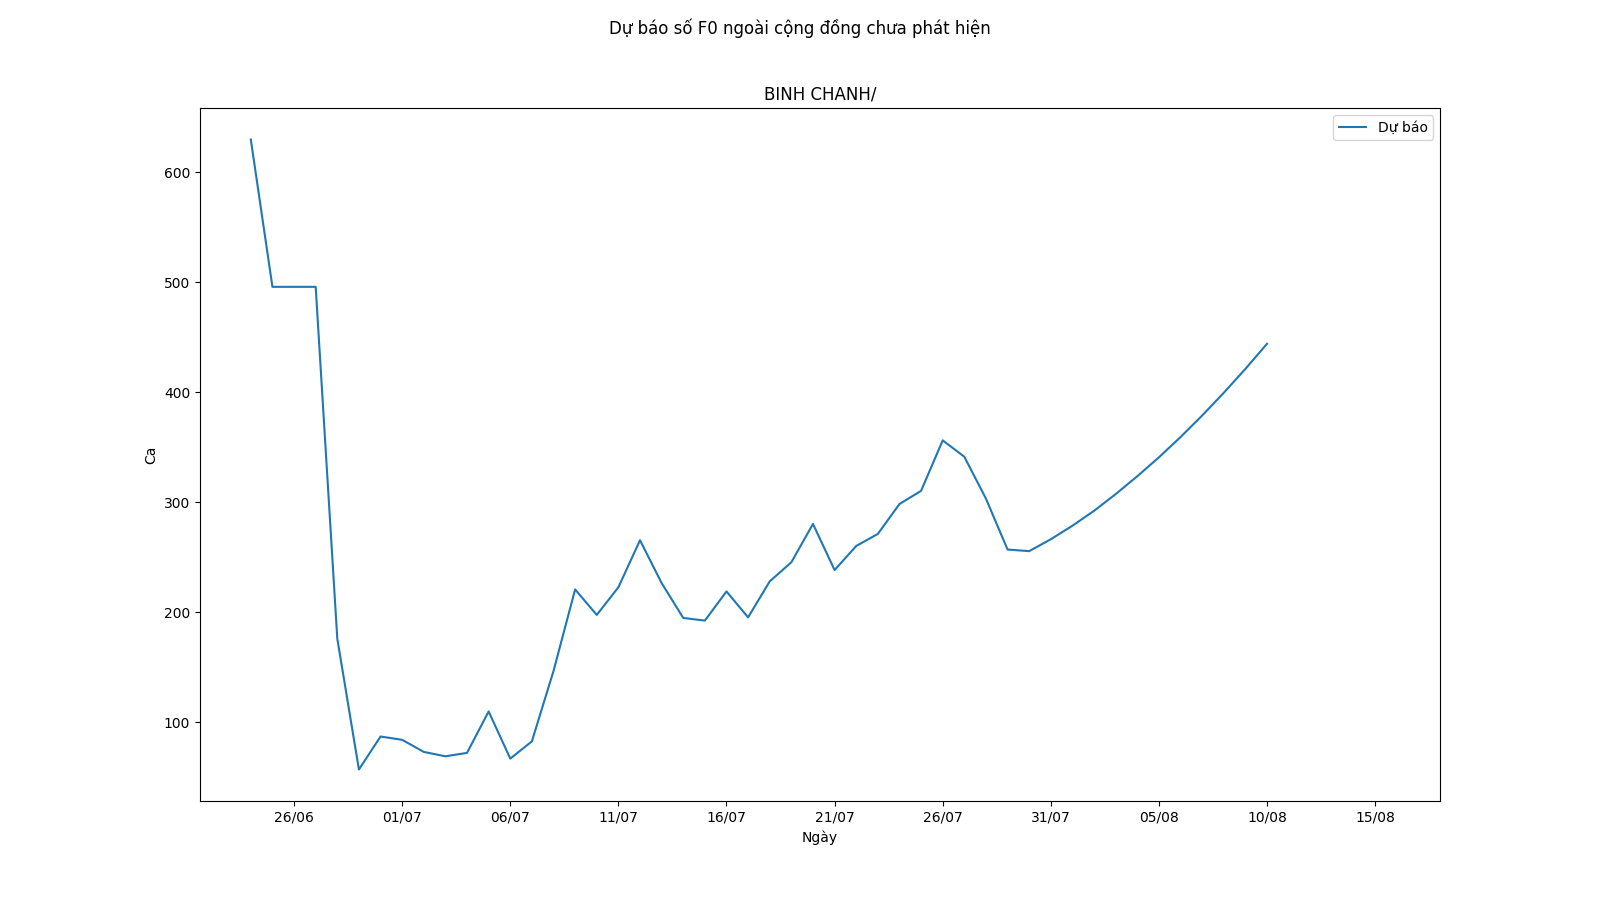 Dự báo số F0 ngoài cộng đồng chưa phát hiện
BINH CHANH/
Dự báo
600
500
400
300
200
100
Ca
26/06 01/07 06/07 11/07 16/07 21/07 26/07 31/07 05/08 10/08 15/08
Ngày